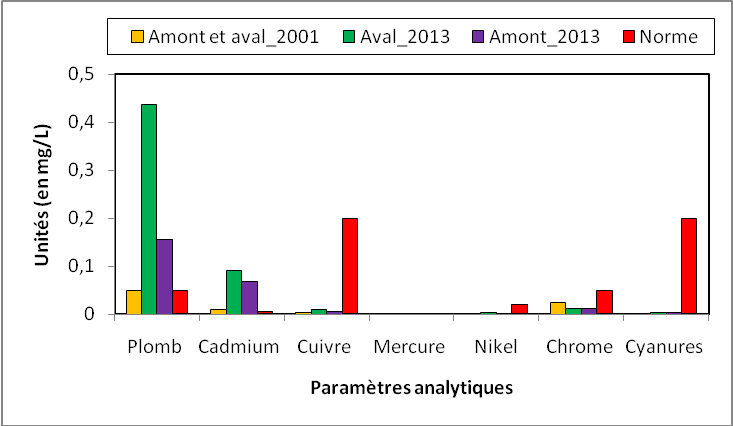 Amont et aval_2001 Aval_2013 Amont_2013 Norme
0,5
0,4
0,3
0,2
0,1
0
Unités (en mg/L)
Plomb Cadmium Cuivre Mercure Nikel Chrome Cyanures
Paramètres analytiques